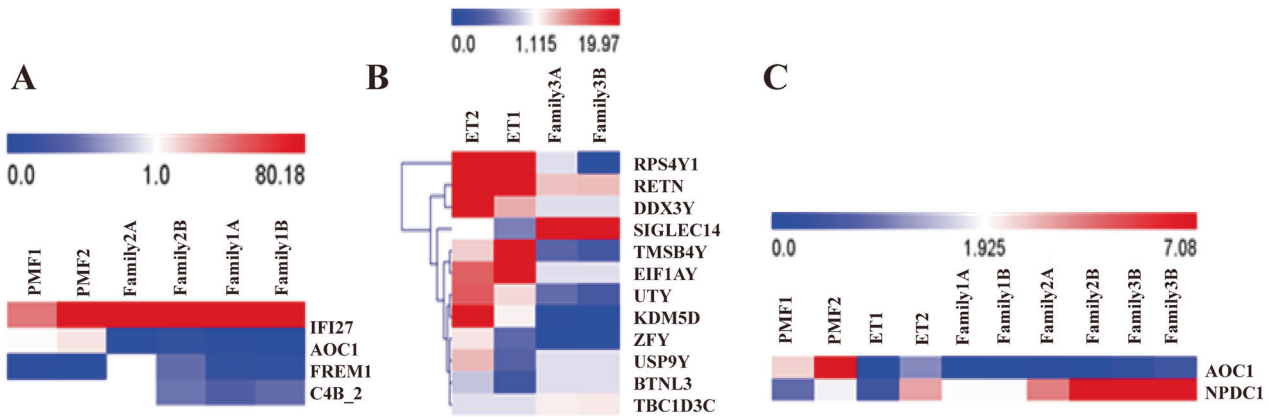 A
0.0 1.0 80.18
PMF1 PMF2 Family2A Family2B Family1A Family1B
IFI27
AOC1
FREM1
C4B_2
B
0.0 1.115 19.97
ET2 ET1 Family3A Family3B
RPS4Y1
RETN
DDX3Y
SIGLEC14
TMSB4Y
EIF1AY
UTY
KDM5D
ZFY
USP9Y
BTNL3
TBC1D3C
C
0.0 1.925 7.08
PMF1 PMF2 ET1 ET2 Family1A Family1B Family2A Family2B Family3B Family3B
AOC1
NPDC1